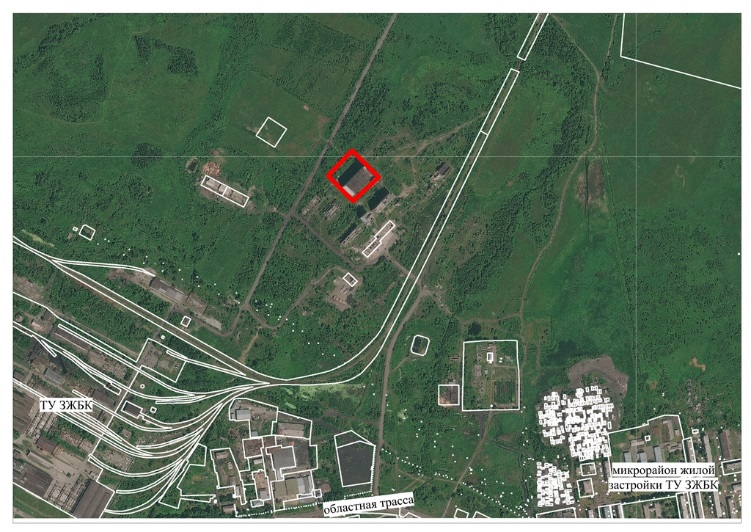 ТУ ЗЖБК
микрорайон жилой
застройки ТУ ЗЖБК
областная трасса